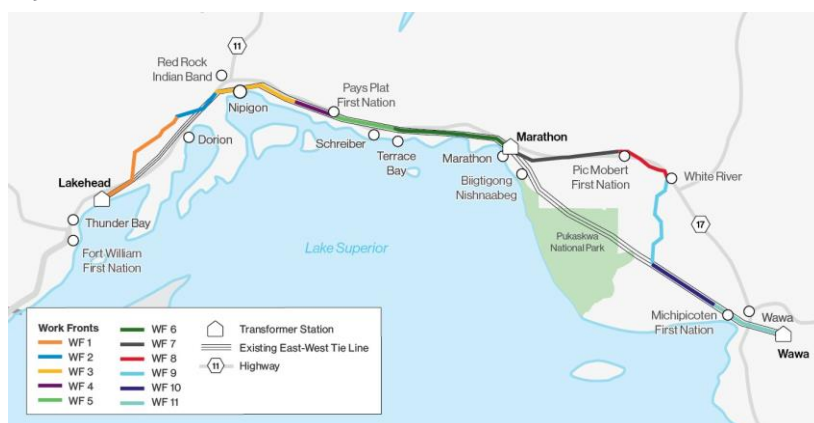 11
Red Rock
Indian Band
Nipigon
Pays Plat
First Nation
Dorion
Schreiber
Terrace
Bay
Marathon
Marathon
Biigtigong
Nishnaabeg
Pic Mobert
First Nation
White River
Lakehead
Thunder Bay
Fort William
First Nation
Lake Superior
Pukaskwa
National Park
17
Michipicoten
First Nation
Wawa
Wawa
Work Fronts
WF 1
WF 2
WF 3
WF 4
WF 5
WF 6
WF 7
WF 8
WF 9
WF 10
WF 11
Transformer Station
Existing East-West Tie Line
11 Highway